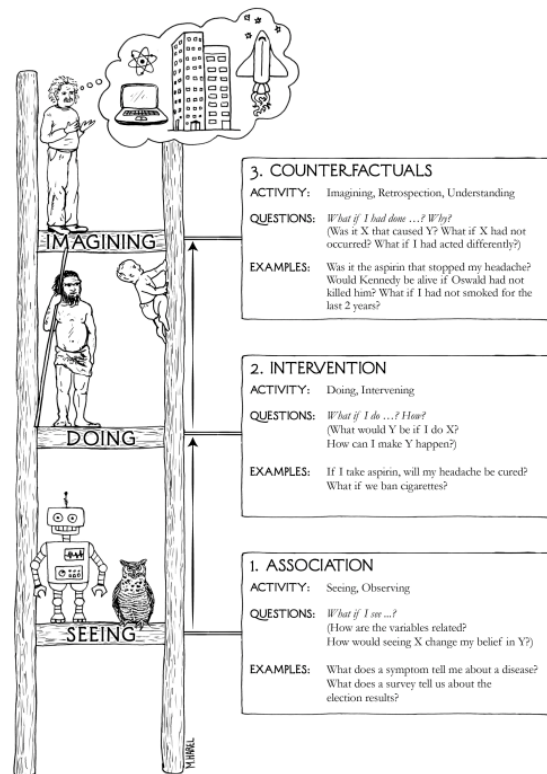 3. COUNTERFACTUALS
ACTIVITY: Imagining, Retrospection, Understanding
QUESTIONS: What if I had done …? Why?
(Was it X that caused Y? What if X had not
occurred? What if I had acted differently?)
EXAMPLES: Was it the aspirin that stopped my headache?
Would Kennedy be alive if Oswald had not
killed him? What if I had not smoked for the
last 2 years?
IMAGINING
2. INTERVENTION
ACTIVITY: Doing, Intervening
QUESTIONS: What if I do …? How?
(What would Y be if I do X?
How can I make Y happen?)
EXAMPLES: If I take aspirin, will my headache be cured?
What if we ban cigarettes?
DOING
1. ASSOCIATION
ACTIVITY: Seeing, Observing
QUESTIONS: What if I see ...?
(How are the variables related?
How would seeing X change my belief in Y?)
EXAMPLES: What does a symptom tell me about a disease?
What does a survey tell us about the
election results?
SEEING
M.HAREL